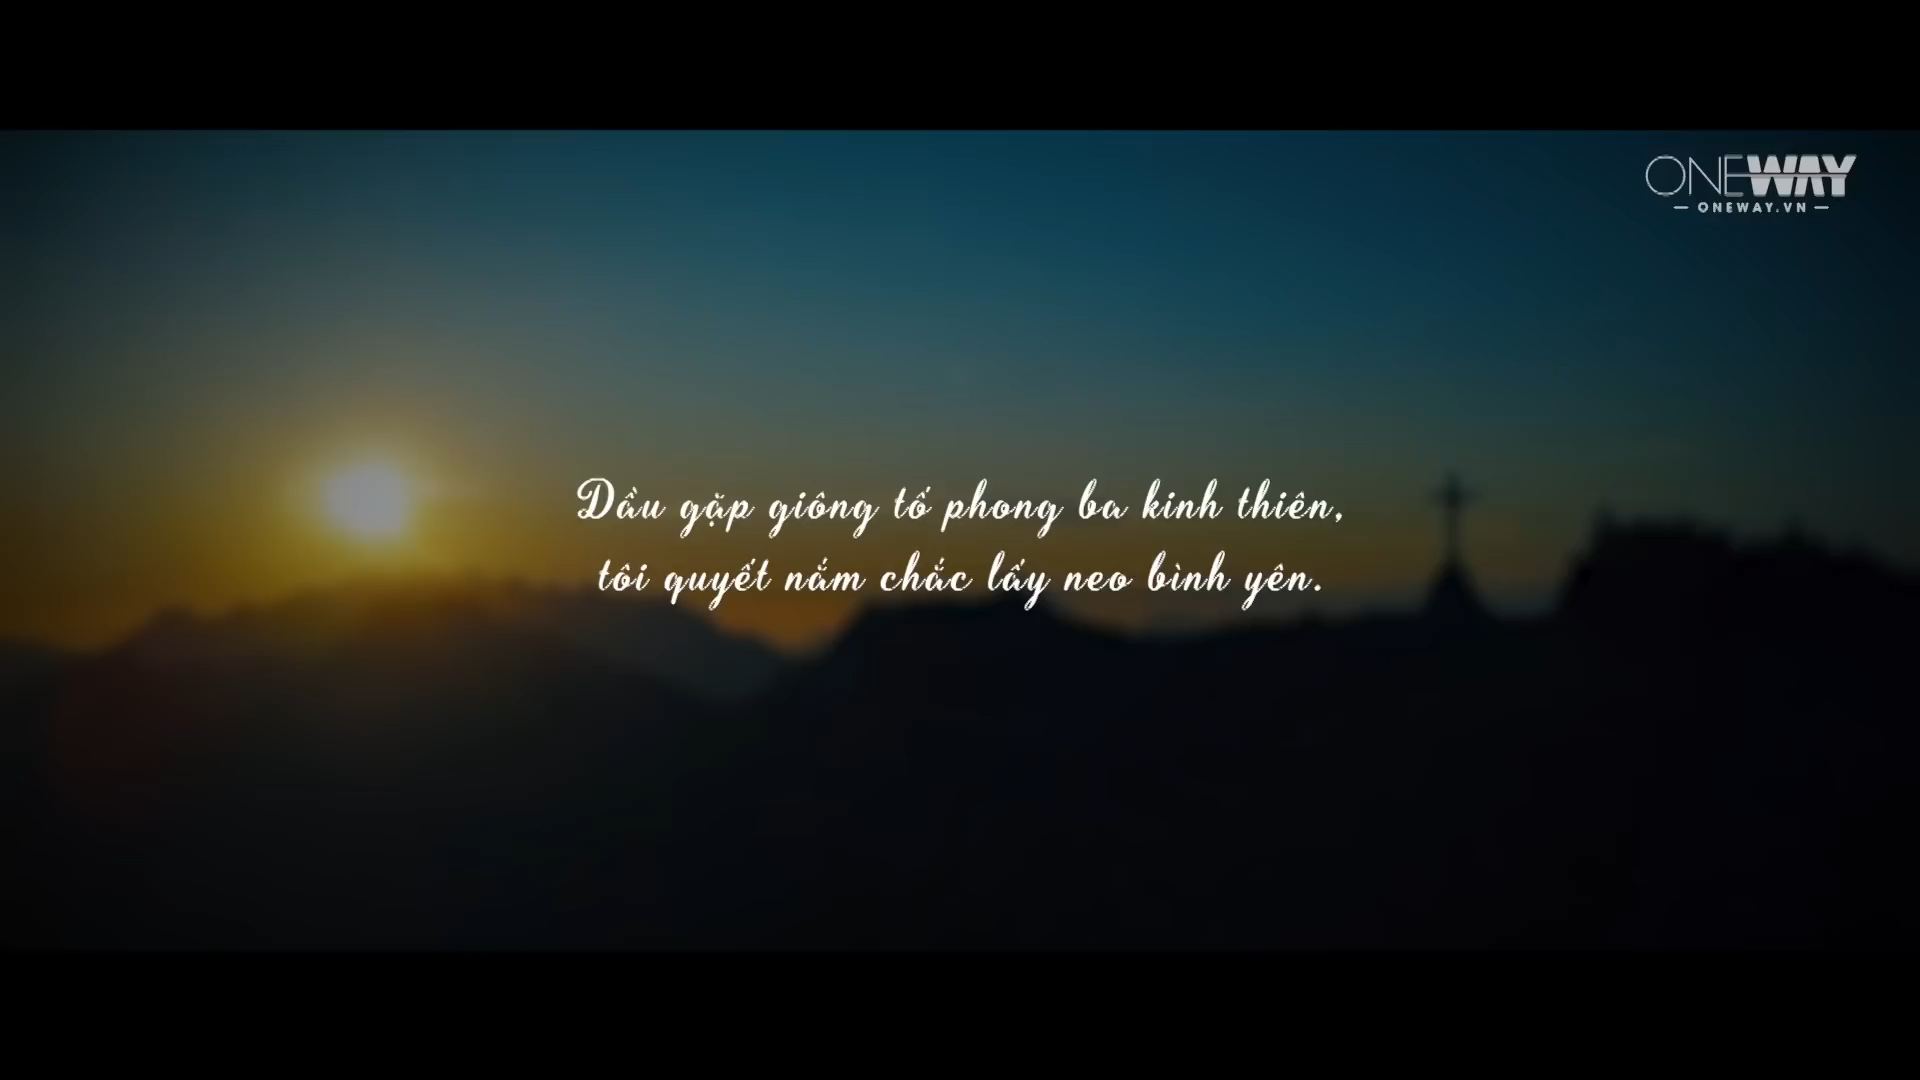 ONEWAY
— ONEWAY.VN —
Dầu gặp giông tố phong ba kinh thiên,
tôi quyết nắm chắc lấy neo bình yên.